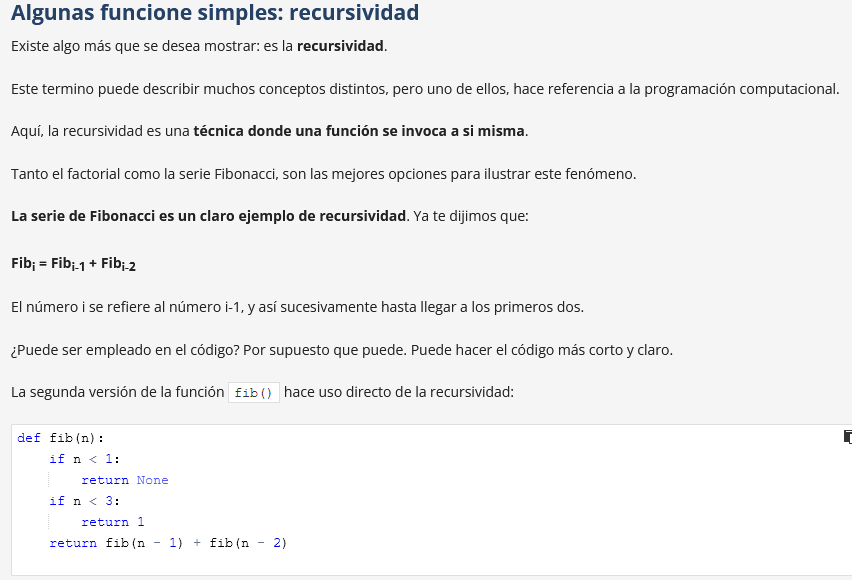 Algunas funcione simples: recursividad
Existe algo más que se desea mostrar: es la recursividad.
Este termino puede describir muchos conceptos distintos, pero uno de ellos, hace referencia a la programación computacional.
Aquí, la recursividad es una técnica donde una función se invoca a si misma.
Tanto el factorial como la serie Fibonacci, son las mejores opciones para ilustrar este fenómeno.
La serie de Fibonacci es un claro ejemplo de recursividad. Ya te dijimos que:
Fibi = Fibi-1 + Fibi-2
El número i se refiere al número i-1, y así sucesivamente hasta llegar a los primeros dos.
¿Puede ser empleado en el código? Por supuesto que puede. Puede hacer el código más corto y claro.
La segunda versión de la función fib() hace uso directo de la recursividad:
def fib(n):
    if n < 1:
        return None
    if n < 3:
        return 1
    return fib(n - 1) + fib(n - 2)